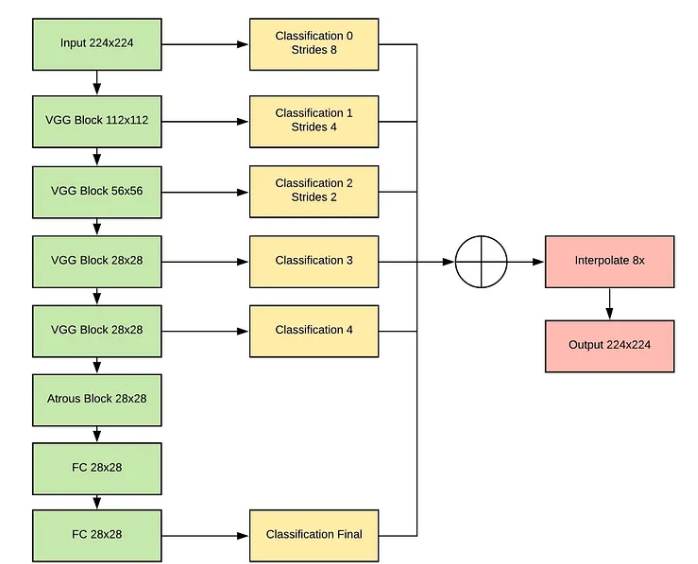 Input 224x224
Classification 0
Strides 8
VGG Block 112x112
Classification 1
Strides 4
VGG Block 56x56
Classification 2
Strides 2
VGG Block 28x28
Classification 3
Interpolate 8x
VGG Block 28x28
Classification 4
Output 224x224
Atrous Block 28x28
FC 28x28
FC 28x28
Classification Final